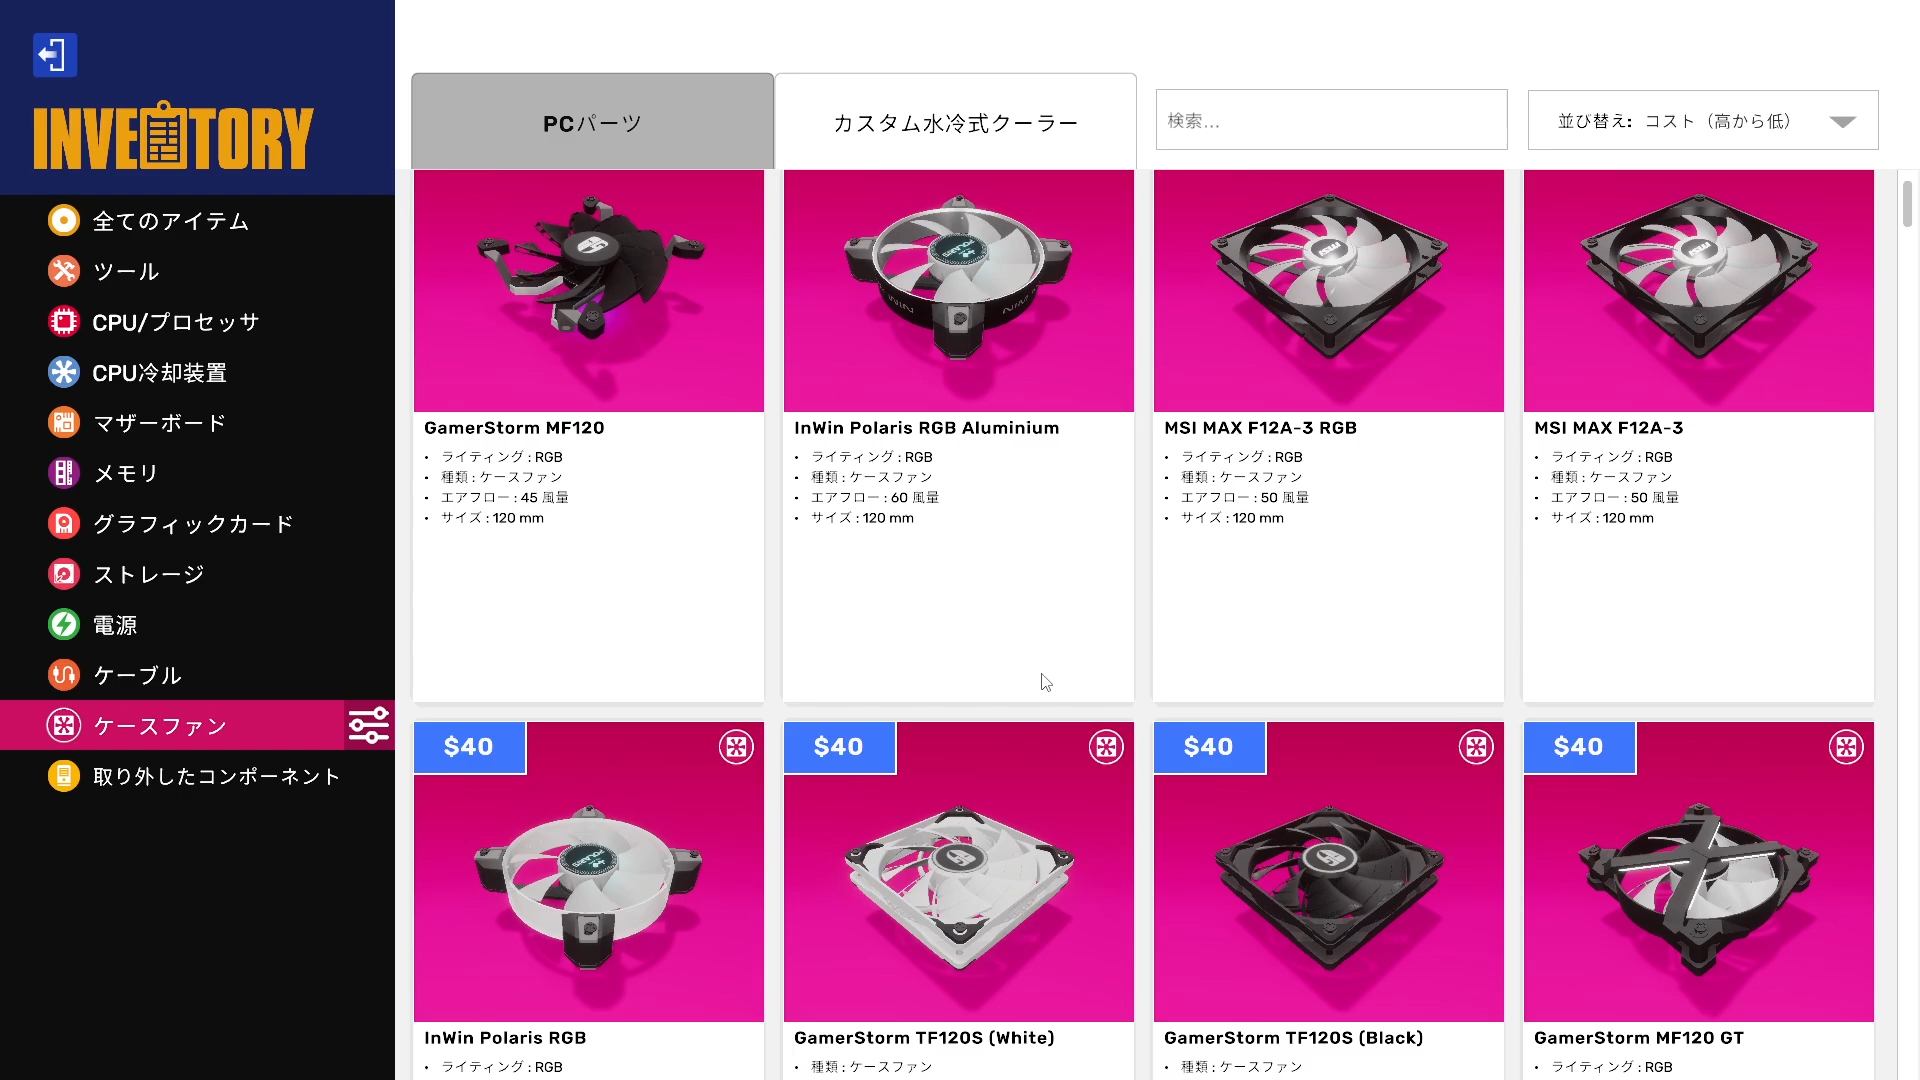 INVENTORY
PCパーツ
カスタム水冷式クーラー
検索...
並び替え: コスト（高から低）
全てのアイテム
ツール
CPU/プロセッサ
CPU冷却装置
マザーボード
メモリ
グラフィックカード
ストレージ
電源
ケーブル
ケースファン
取り外したコンポーネント
GamerStorm MF120
• ライティング : RGB
• 種類 : ケースファン
• エアフロー : 45 風量
• サイズ : 120 mm
InWin Polaris RGB Aluminium
• ライティング : RGB
• 種類 : ケースファン
• エアフロー : 60 風量
• サイズ : 120 mm
MSI MAX F12A-3 RGB
• ライティング : RGB
• 種類 : ケースファン
• エアフロー : 50 風量
• サイズ : 120 mm
MSI MAX F12A-3
• ライティング : RGB
• 種類 : ケースファン
• エアフロー : 50 風量
• サイズ : 120 mm
$40
InWin Polaris RGB
• ライティング : RGB
$40
GamerStorm TF120S (White)
• 種類 : ケースファン
$40
GamerStorm TF120S (Black)
• 種類 : ケースファン
$40
GamerStorm MF120 GT
• ライティング : RGB